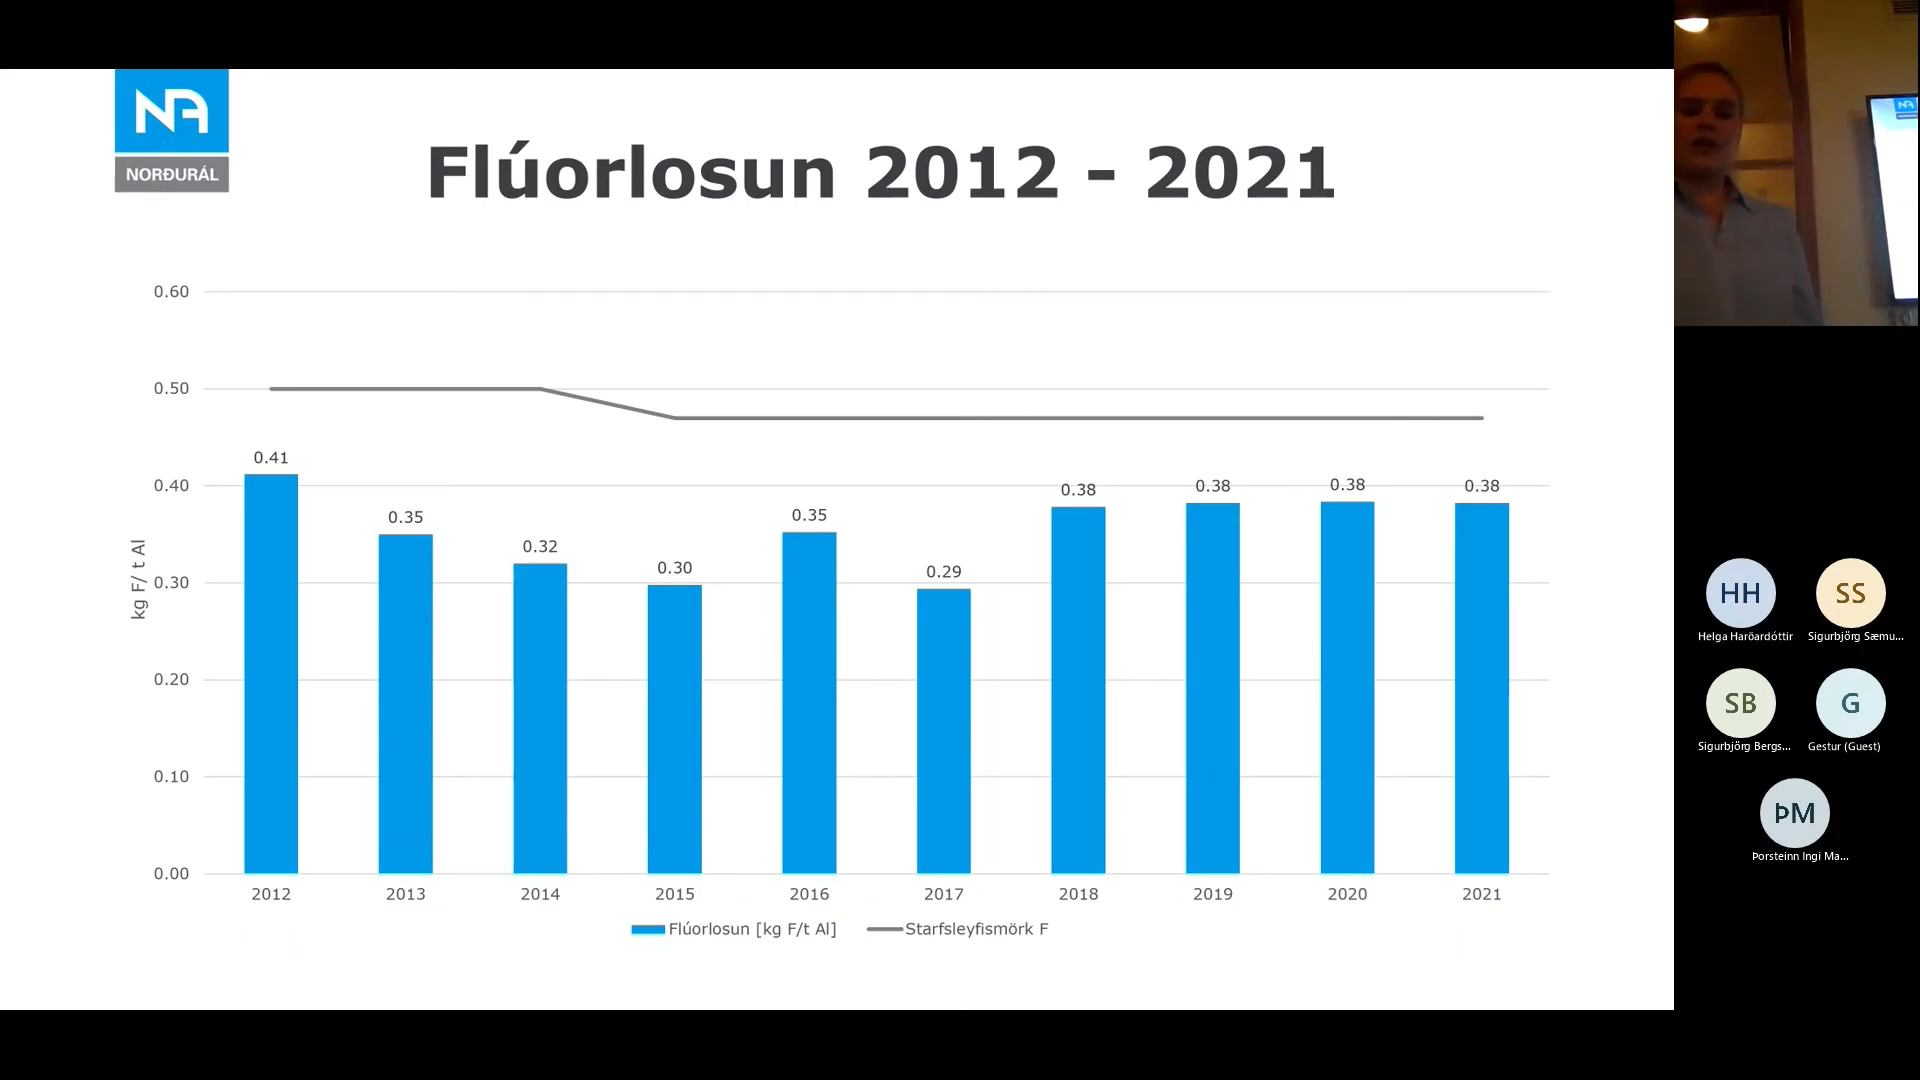 NA
NORÐURÁL
Flúorlosun 2012 - 2021
0.60
0.50
0.40
0.30
0.20
0.10
0.00
kg F/ t Al
0.41
0.35
0.32
0.30
0.35
0.29
0.38
0.38
0.38
0.38
2012
2013
2014
2015
2016
2017
2018
2019
2020
2021
Flúorlosun [kg F/t Al]
Starfsleyfismörk F
HH
Helga Harðardóttir
SS
Sigurbjörg Sæmu...
SB
Sigurbjörg Bergs...
G
Gestur (Guest)
ÞM
Þorsteinn Ingi Ma...